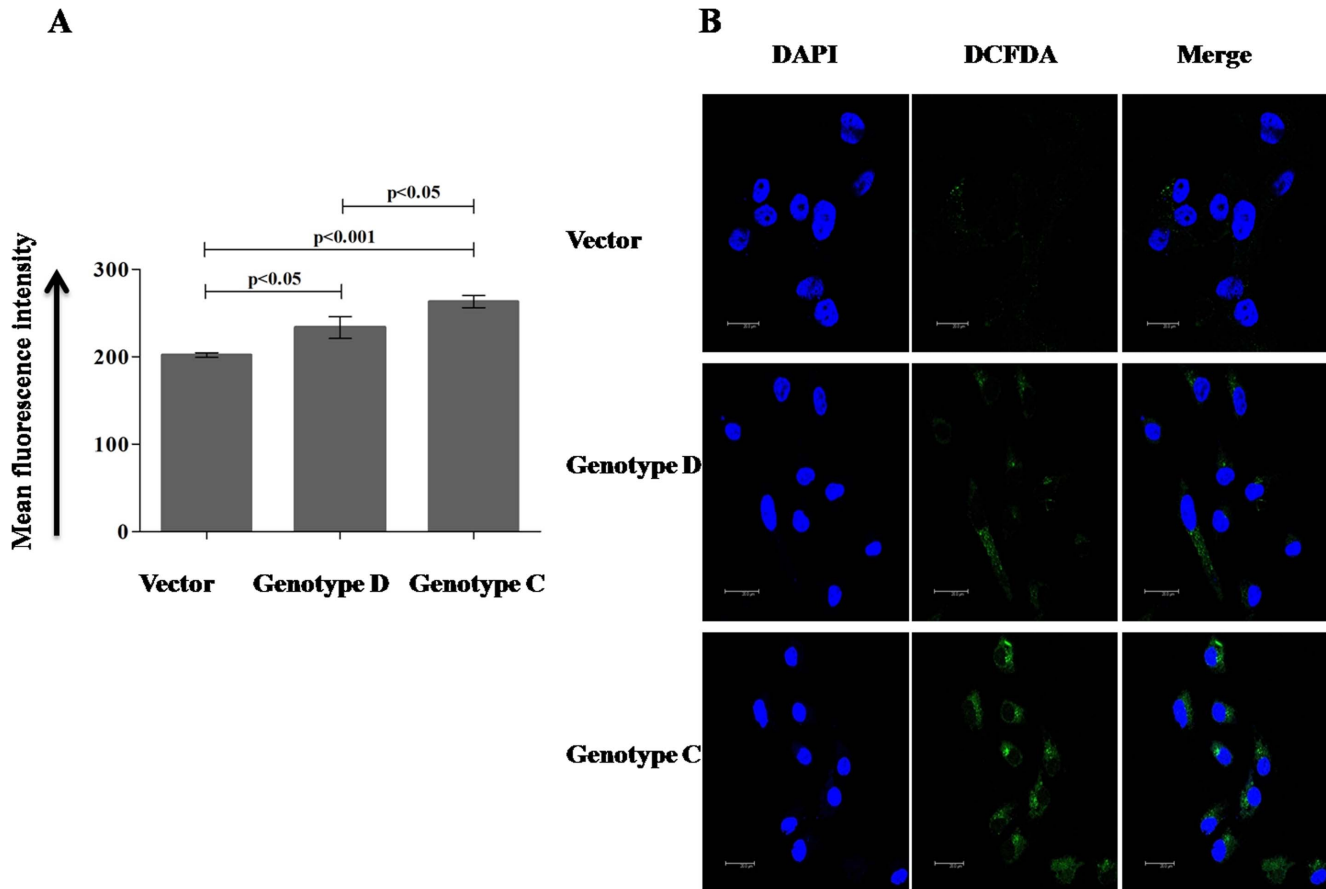 A
Mean fluorescence intensity
p<0.05
p<0.001
p<0.05
300
200
100
0
Vector Genotype D Genotype C
B
DAPI DCFDA Merge
Vector
Genotype D
Genotype C